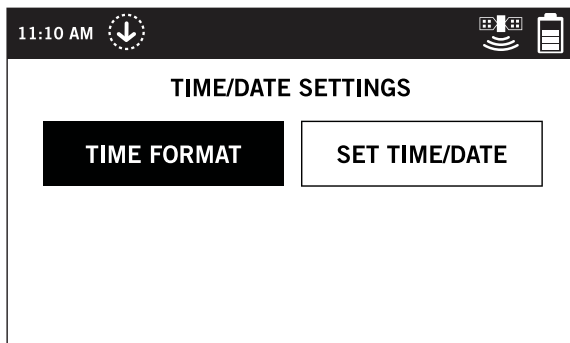 11:10 AM
TIME/DATE SETTINGS
TIME FORMAT
SET TIME/DATE